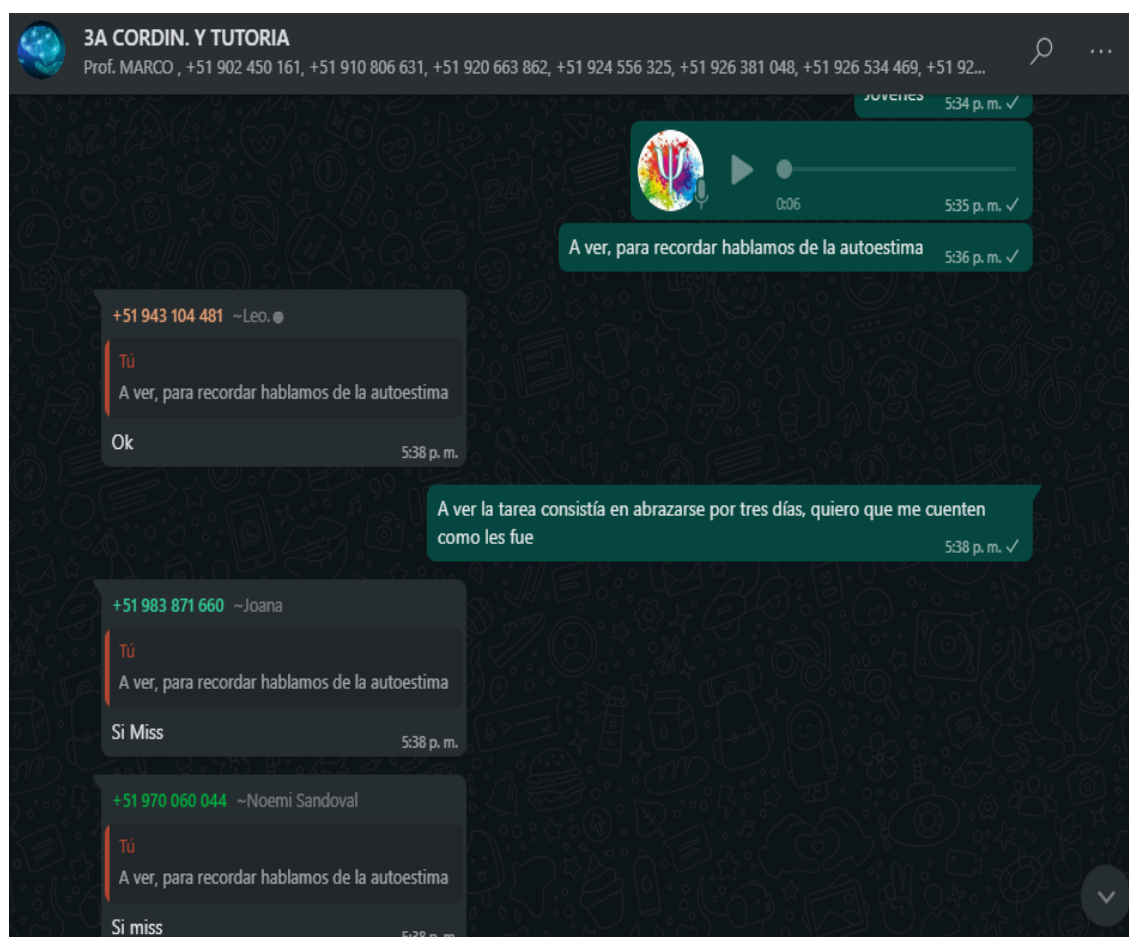 3A CORDIN. Y TUTORIA
Prof. MARCO , +51 902 450 161, +51 910 806 631, +51 920 663 862, +51 924 556 325, +51 926 381 048, +51 926 534 469, +51 92...
Jovenes
5:34 p. m.
0:06
5:35 p. m.
A ver, para recordar hablamos de la autoestima
5:36 p. m.
+51 943 104 481 ~Leo.
Tú
A ver, para recordar hablamos de la autoestima
Ok
5:38 p. m.
A ver la tarea consistía en abrazarse por tres días, quiero que me cuenten
como les fue
5:38 p. m.
+51 983 871 660 ~Joana
Tú
A ver, para recordar hablamos de la autoestima
Si Miss
5:38 p. m.
+51 970 060 044 ~Noemi Sandoval
Tú
A ver, para recordar hablamos de la autoestima
Si miss
5:38 p. m.